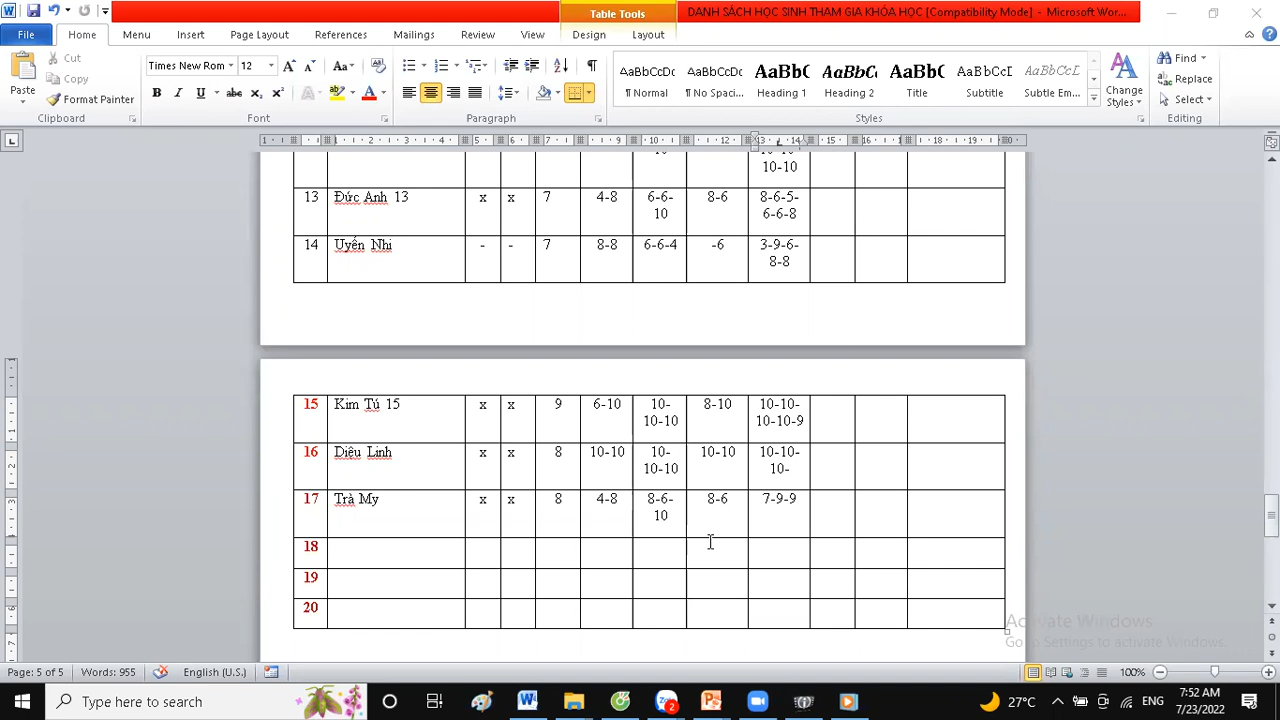 Table Tools
DANH SÁCH HỌC SINH THAM GIA KHÓA HỌC [Compatibility Mode] - Microsoft Wor...
File Home Menu Insert Page Layout References Mailings Review View Design Layout
Paste
Cut
Copy
Format Painter
Clipboard
Times New Rom 12
Font
Paragraph
AaBbCcDc ¶ Normal
AaBbCcDc ¶ No Spaci...
AaBbC Heading 1
AaBbC Heading 2
AaBbC Title
AaBbCcD Subtitle
AaBbCcD Subtle Em...
Change Styles
Styles
Find
Replace
Select
Editing
10-10
13 Đức Anh 13 x x 7 4-8 6-6-10 8-6 8-6-5-6-6-8
14 Uyển Nhi - - 7 8-8 6-6-4 -6 3-9-6-8-8
15 Kim Tú 15 x x 9 6-10 10-10-10 8-10 10-10-10-10-9
16 Diệu Linh x x 8 10-10 10-10-10 10-10 10-10-10-
17 Trà My x x 8 4-8 8-6-10 8-6 7-9-9
18
19
20
Activate Windows
Go to Settings to activate Windows.
Page: 5 of 5 Words: 955 English (U.S.) 100%
Type here to search
2
27°C
ENG
7:52 AM
7/23/2022